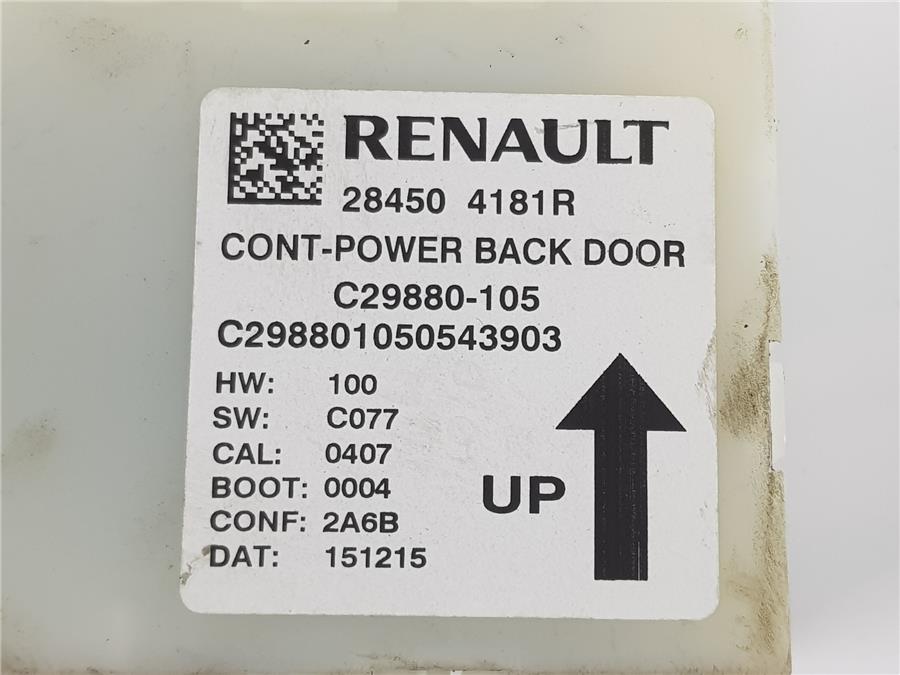 RENAULT
28450 4181R
CONT-POWER BACK DOOR
C29880-105
C298801050543903
HW: 100
SW: C077
CAL: 0407
BOOT: 0004
CONF: 2A6B
DAT: 151215
UP